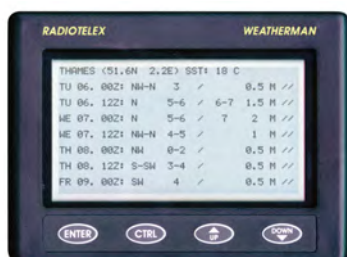 RADIOTELEX WEATHERMAN
THAMES (51.6N 2.2E) SST: 18 C
TU 06. 00Z: NW-N 3 / 0.5 M //
TU 06. 12Z: N 5-6 / 6-7 1.5 M //
WE 07. 00Z: N 5-6 / 7 2 M //
WE 07. 12Z: NW-N 4-5 / 1 M //
TH 08. 00Z: NW 0-2 / 0.5 M //
TH 08. 12Z: S-SW 3-4 / 0.5 M //
FR 09. 00Z: SW 4 / 0.5 M //
ENTER CTRL UP DOWN